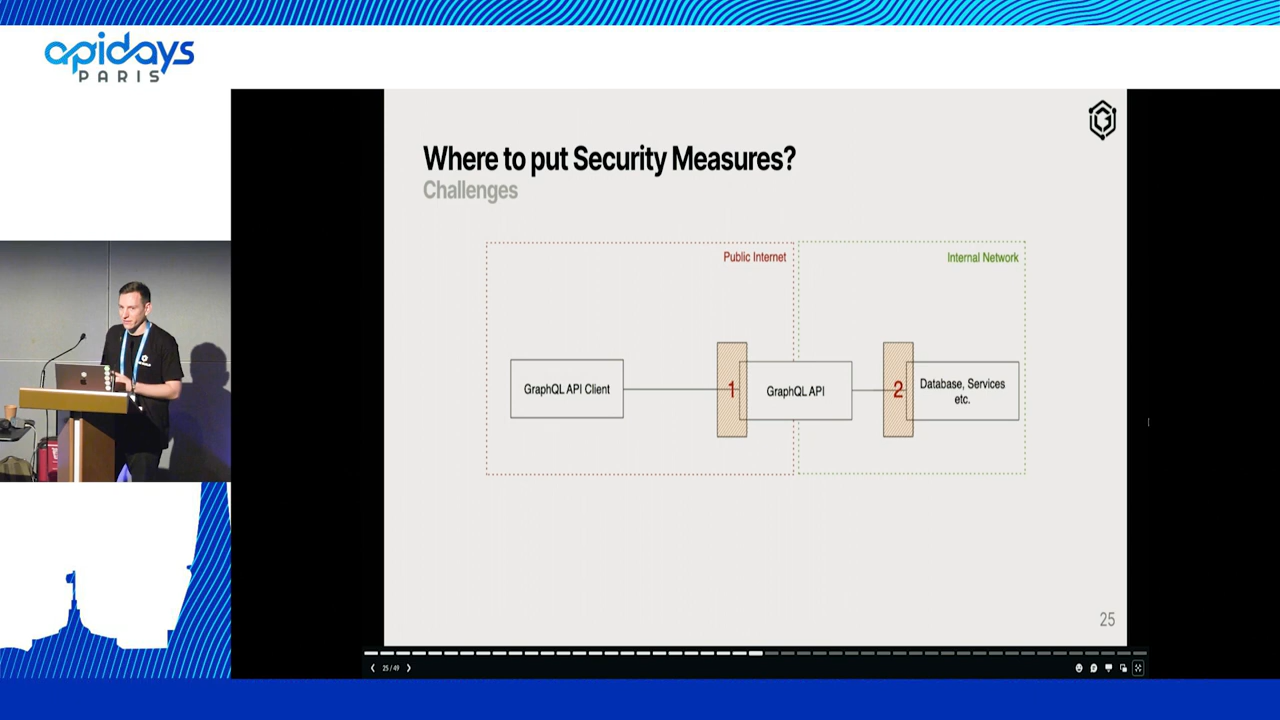 apidays
PARIS
Where to put Security Measures?
Challenges
Public Internet
Internal Network
GraphQL API Client
1
GraphQL API
2
Database, Services
etc.
25
25 / 49